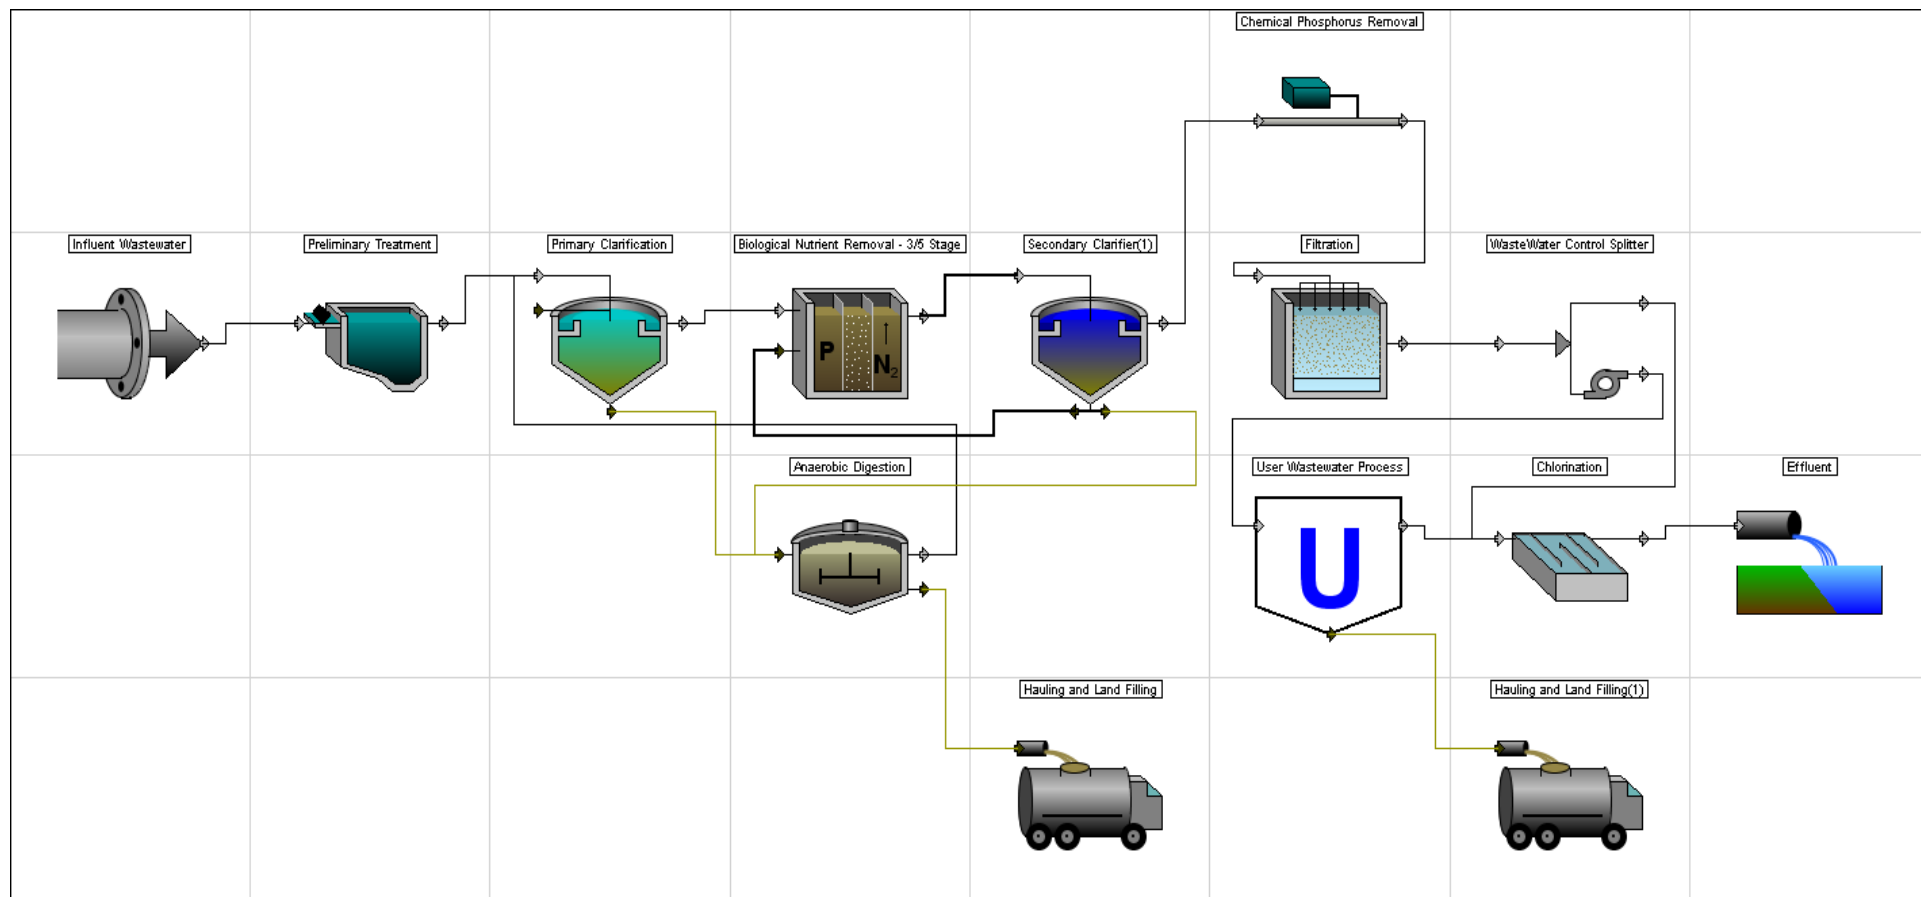 Chemical Phosphorus Removal
Influent Wastewater
Preliminary Treatment
Primary Clarification
Biological Nutrient Removal - 3/5 Stage
Secondary Clarifier(1)
Filtration
WasteWater Control Splitter
P
N2
Anaerobic Digestion
User Wastewater Process
Chlorination
Effluent
U
Hauling and Land Filling
Hauling and Land Filling(1)